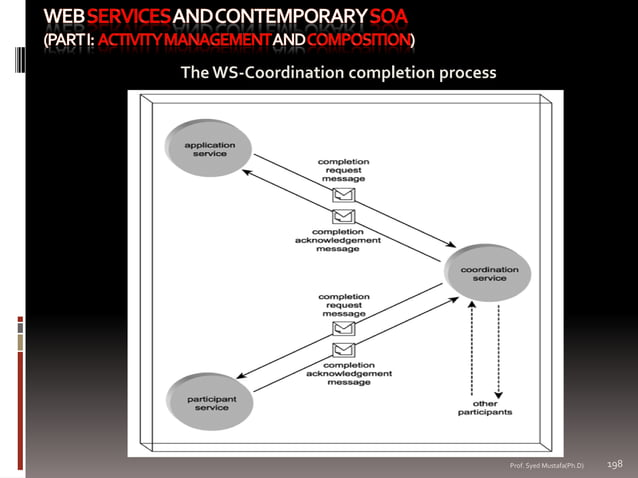 WEB SERVICES AND CONTEMPORARY SOA
(PART I: ACTIVITY MANAGEMENT AND COMPOSITION)
The WS-Coordination completion process
application
service
completion
request
message
completion
acknowledgement
message
coordination
service
completion
request
message
completion
acknowledgement
message
participant
service
other
participants
Prof. Syed Mustafa(Ph.D)
198